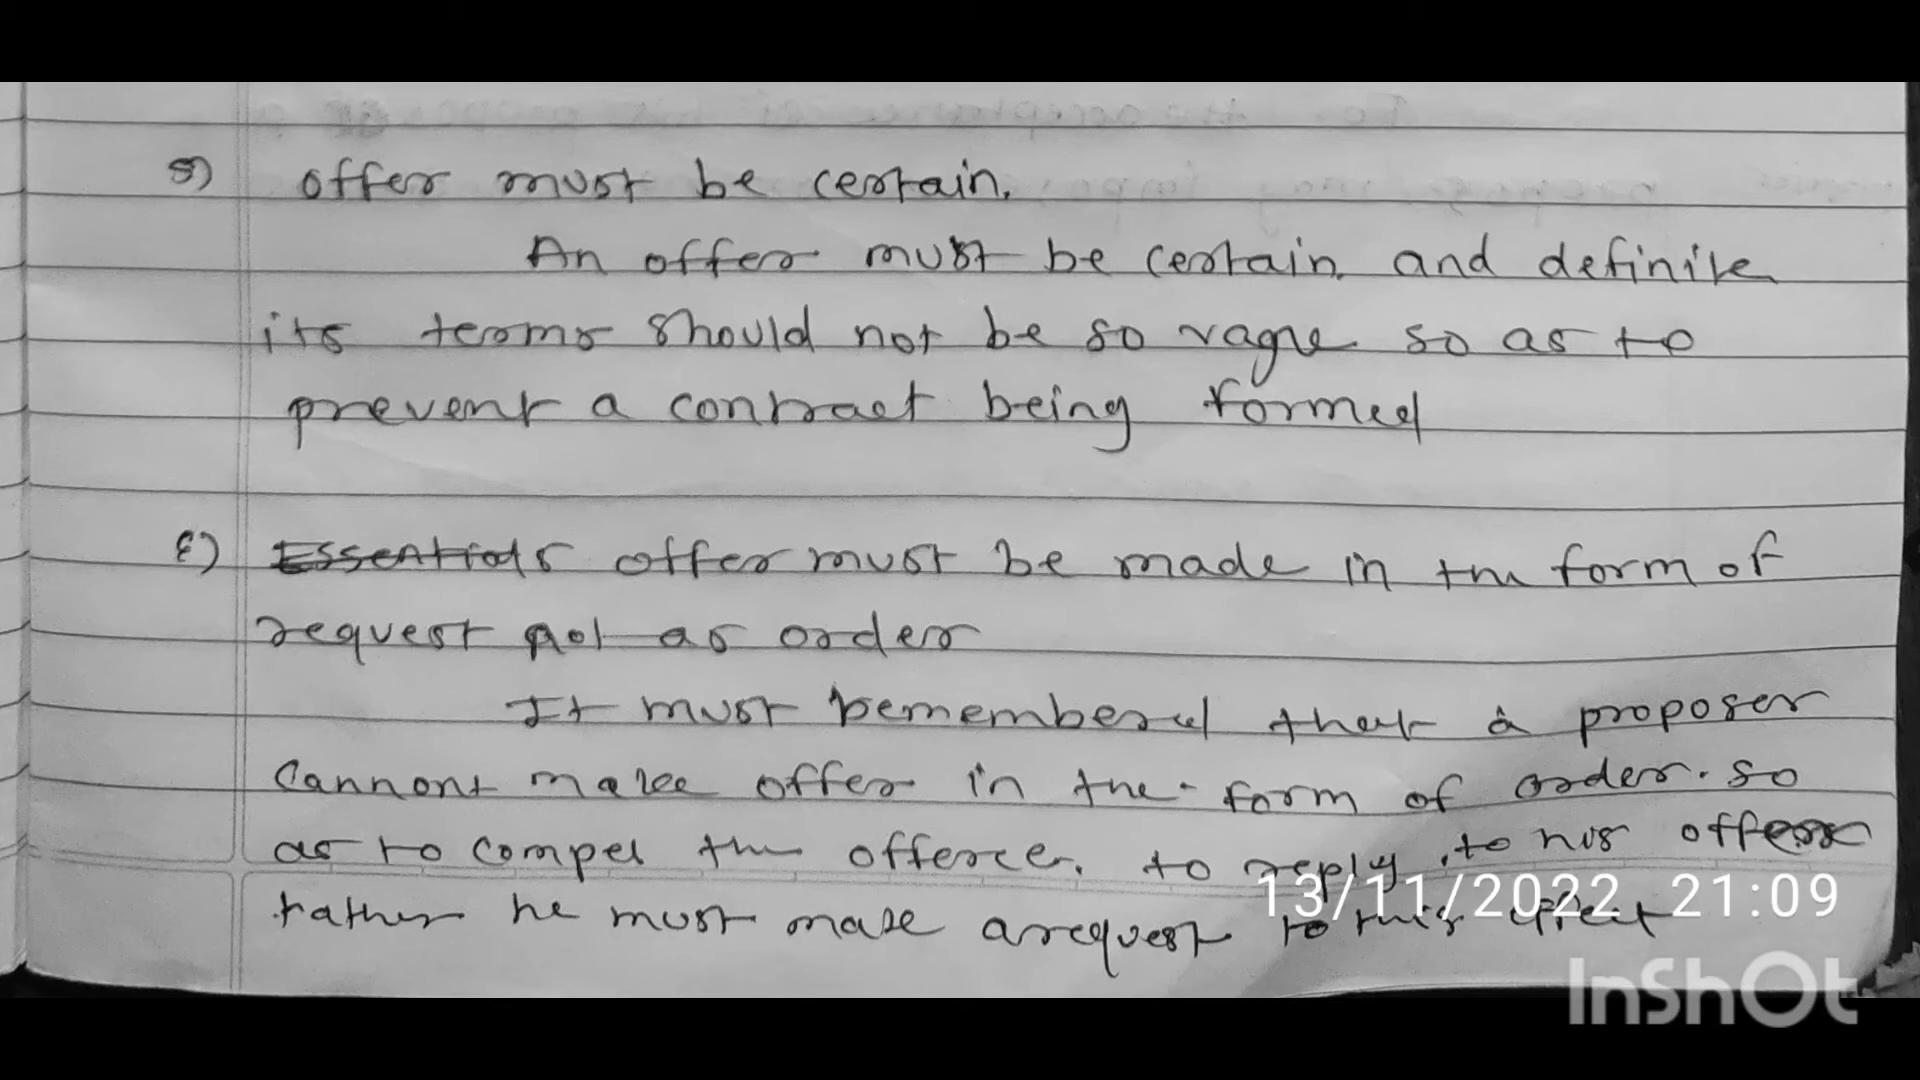 5) offer must be certain.
An offer must be certain. and definite
its terms should not be so vague so as to
prevent a contract being formed
६) Essentials offer must be made in the form of
request not as order
It must bemembered that a proposer
Cannont make offer in the form of order. so
as to compel the offeree. to reply to his offer
rather he must make a request to this effect
13/11/2022 21:09
InShOt